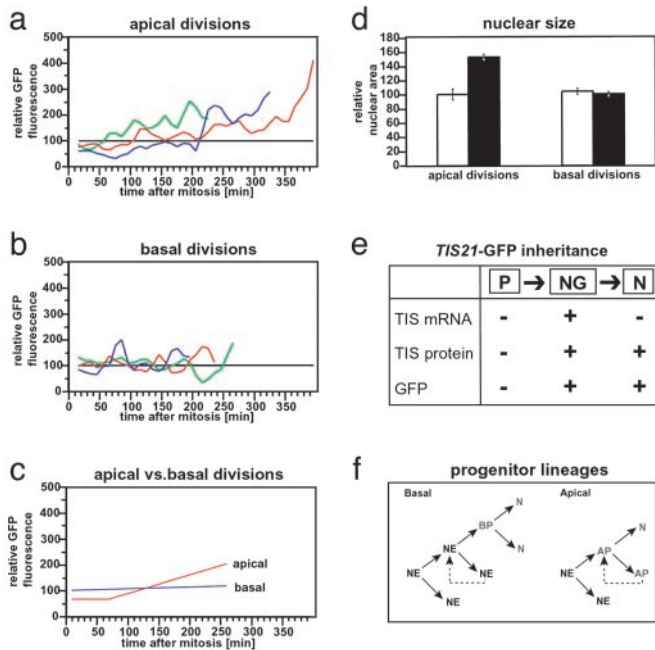 a
apical divisions
relative GFP
fluorescence
500
400
300
200
100
0
0 50 100 150 200 250 300 350
time after mitosis [min]
b
basal divisions
relative GFP
fluorescence
500
400
300
200
100
0
0 50 100 150 200 250 300 350
time after mitosis [min]
c
apical vs.basal divisions
relative GFP
fluorescence
500
400
300
200
100
0
apical
basal
0 50 100 150 200 250 300 350
time after mitosis [min]
d
nuclear size
relative
nuclear area
180
160
140
120
100
80
60
40
20
0
apical divisions basal divisions
e
TIS21-GFP inheritance
P NG N
TIS mRNA - + -
TIS protein - + +
GFP - + +
f
progenitor lineages
Basal Apical
N
BP
NE N
NE NE
NE
N
AP
NE AP
NE